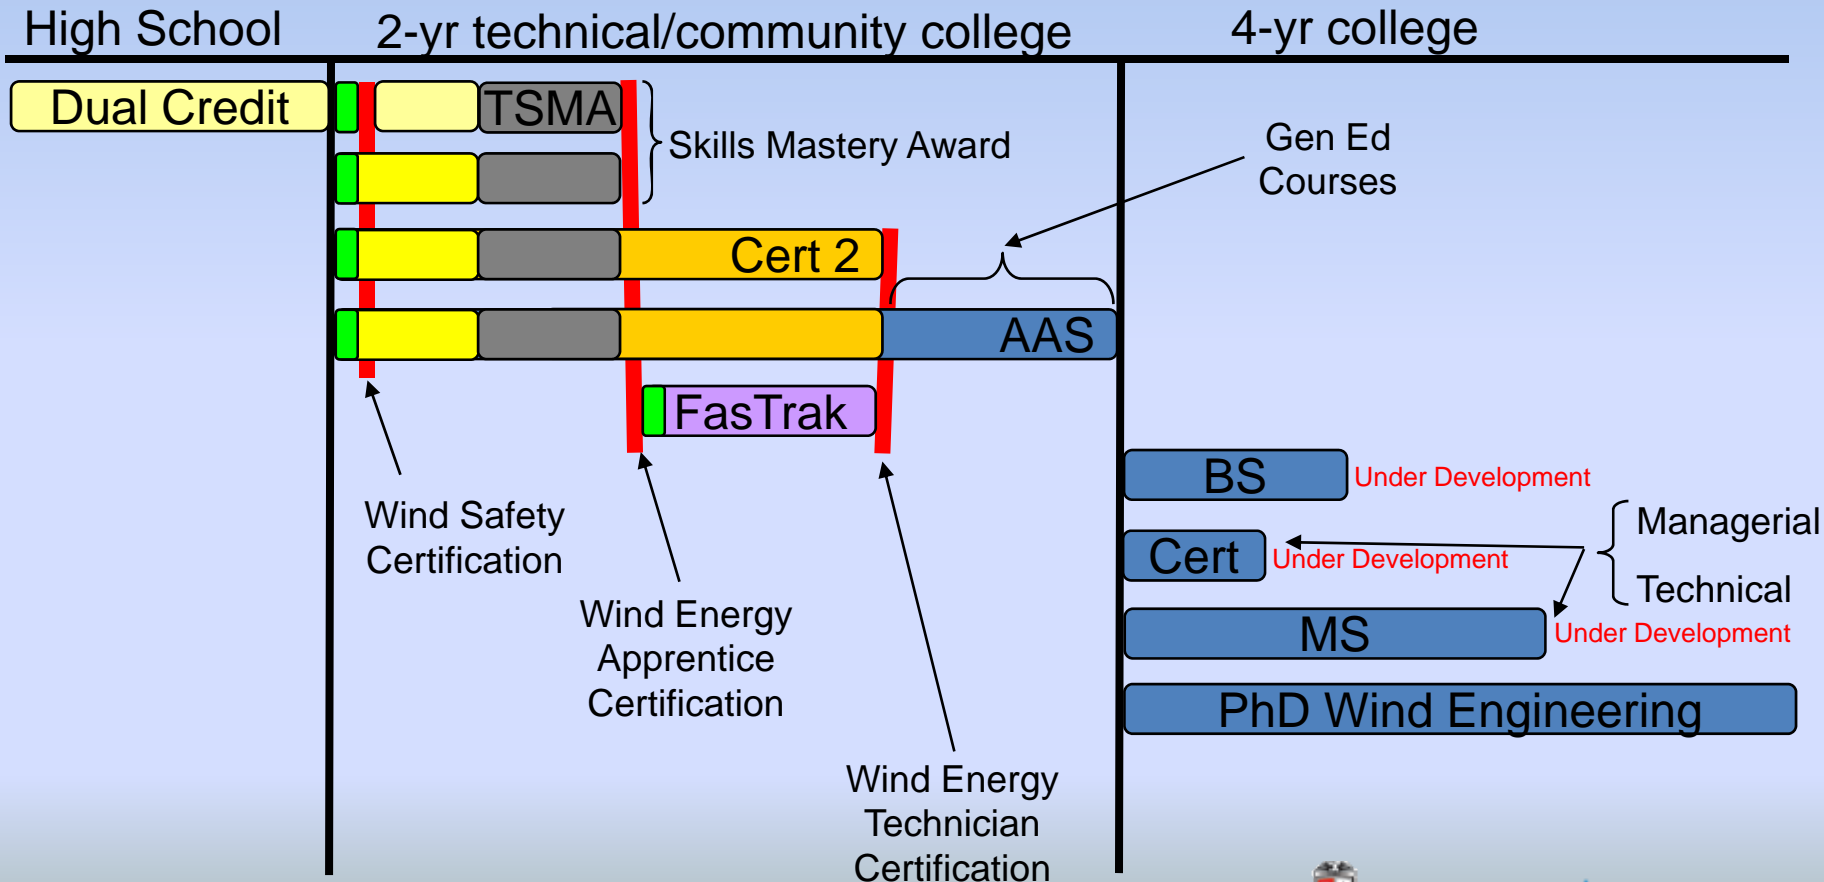 High School
2-yr technical/community college
4-yr college
Dual Credit
TSMA
Skills Mastery Award
Gen Ed
Courses
Cert 2
AAS
FasTrak
Wind Safety
Certification
Wind Energy
Apprentice
Certification
Wind Energy
Technician
Certification
BS
Under Development
Managerial
Technical
Cert
Under Development
MS
Under Development
PhD Wind Engineering